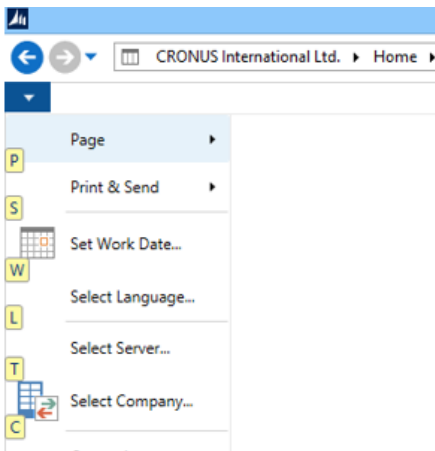 CRONUS International Ltd. Home
Page
P
Print & Send
S
Set Work Date...
W
Select Language...
L
Select Server...
T
Select Company...
C